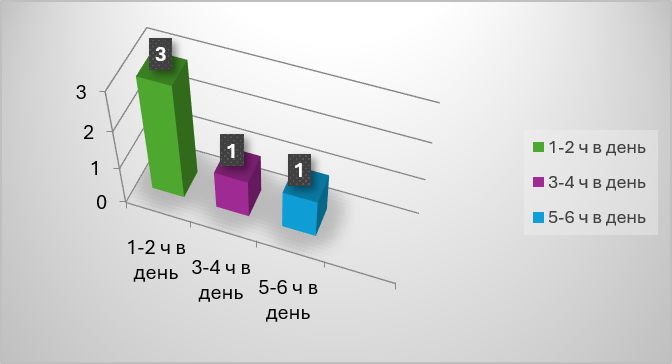 3
1
1
3
2
1
0
1-2 ч в
день
3-4 ч в
день
5-6 ч в
день
1-2 ч в день
3-4 ч в день
5-6 ч в день